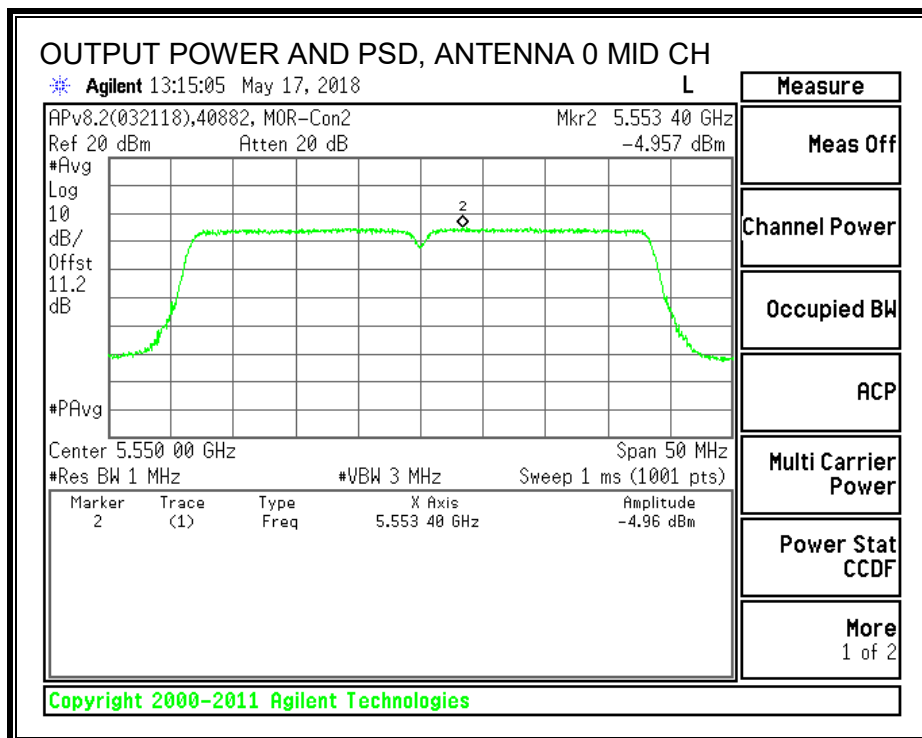 OUTPUT POWER AND PSD, ANTENNA 0 MID CH
Agilent 13:15:05 May 17, 2018 L
APv8.2(032118),40882, MOR-Con2 Mkr2 5.553 40 GHz
Ref 20 dBm Atten 20 dB -4.957 dBm
#Avg
Log
10
dB/
Offst
11.2
dB
#PAvg
2
Center 5.550 00 GHz Span 50 MHz
#Res BW 1 MHz #VBW 3 MHz Sweep 1 ms (1001 pts)
Marker Trace Type X Axis Amplitude
2 (1) Freq 5.553 40 GHz -4.96 dBm
Measure
Meas Off
Channel Power
Occupied BW
ACP
Multi Carrier
Power
Power Stat
CCDF
More
1 of 2
Copyright 2000-2011 Agilent Technologies